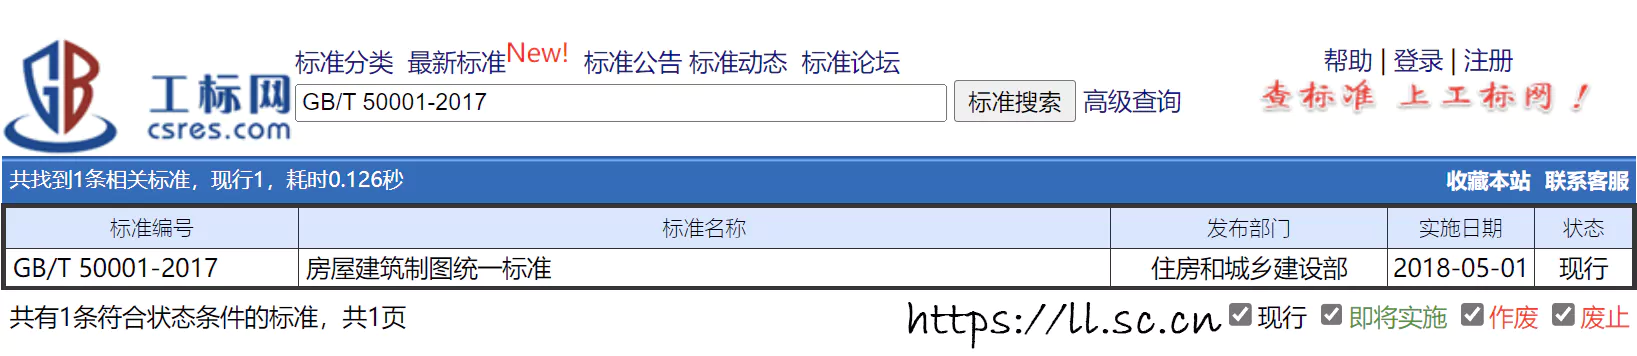 标准分类 最新标准New! 标准公告 标准动态 标准论坛
帮助 | 登录 | 注册
GB 工标网
csres.com
GB/T 50001-2017 标准搜索 高级查询
查标准 上工标网！
共找到1条相关标准，现行1，耗时0.126秒 收藏本站 联系客服
标准编号 标准名称 发布部门 实施日期 状态
GB/T 50001-2017 房屋建筑制图统一标准 住房和城乡建设部 2018-05-01 现行
共有1条符合状态条件的标准，共1页 https://ll.sc.cn 现行 即将实施 作废 废止